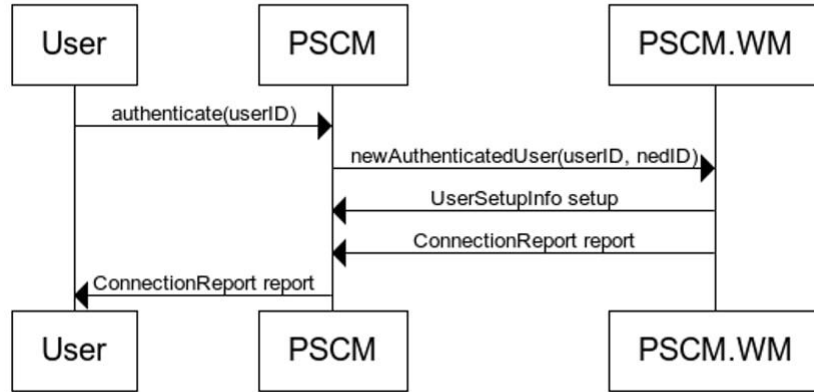 User PSCM PSCM.WM
authenticate(userID)
newAuthenticatedUser(userID, nedID)
UserSetupInfo setup
ConnectionReport report
ConnectionReport report
User PSCM PSCM.WM